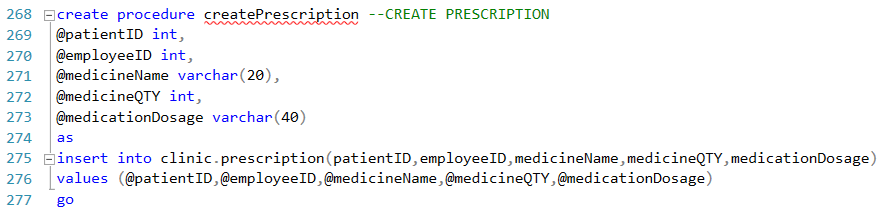 268 create procedure createPrescription --CREATE PRESCRIPTION
269 @patientID int,
270 @employeeID int,
271 @medicineName varchar(20),
272 @medicineQTY int,
273 @medicationDosage varchar(40)
274 as
275 insert into clinic.prescription(patientID,employeeID,medicineName,medicineQTY,medicationDosage)
276 values (@patientID,@employeeID,@medicineName,@medicineQTY,@medicationDosage)
277 go